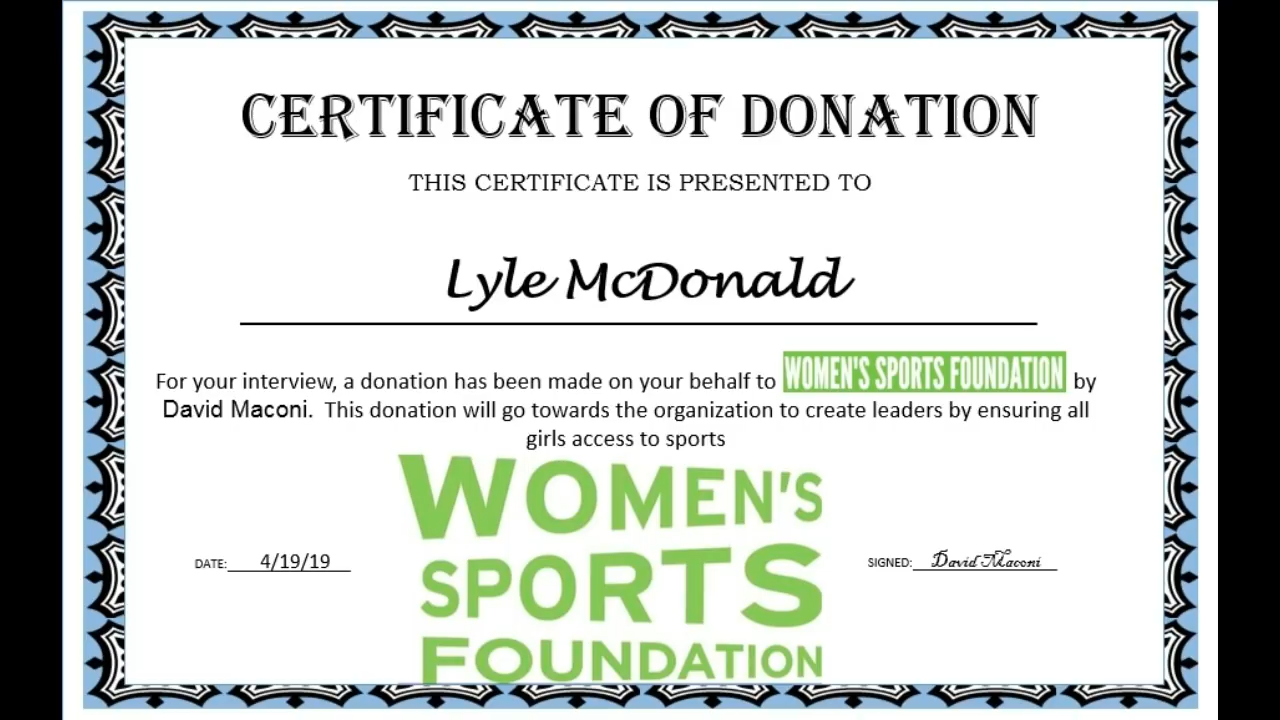 CERTIFICATE OF DONATION
THIS CERTIFICATE IS PRESENTED TO
Lyle McDonald
For your interview, a donation has been made on your behalf to WOMEN'S SPORTS FOUNDATION by
David Maconi. This donation will go towards the organization to create leaders by ensuring all
girls access to sports
WOMEN'S
SPORTS
FOUNDATION
DATE: 4/19/19
SIGNED: David Maconi